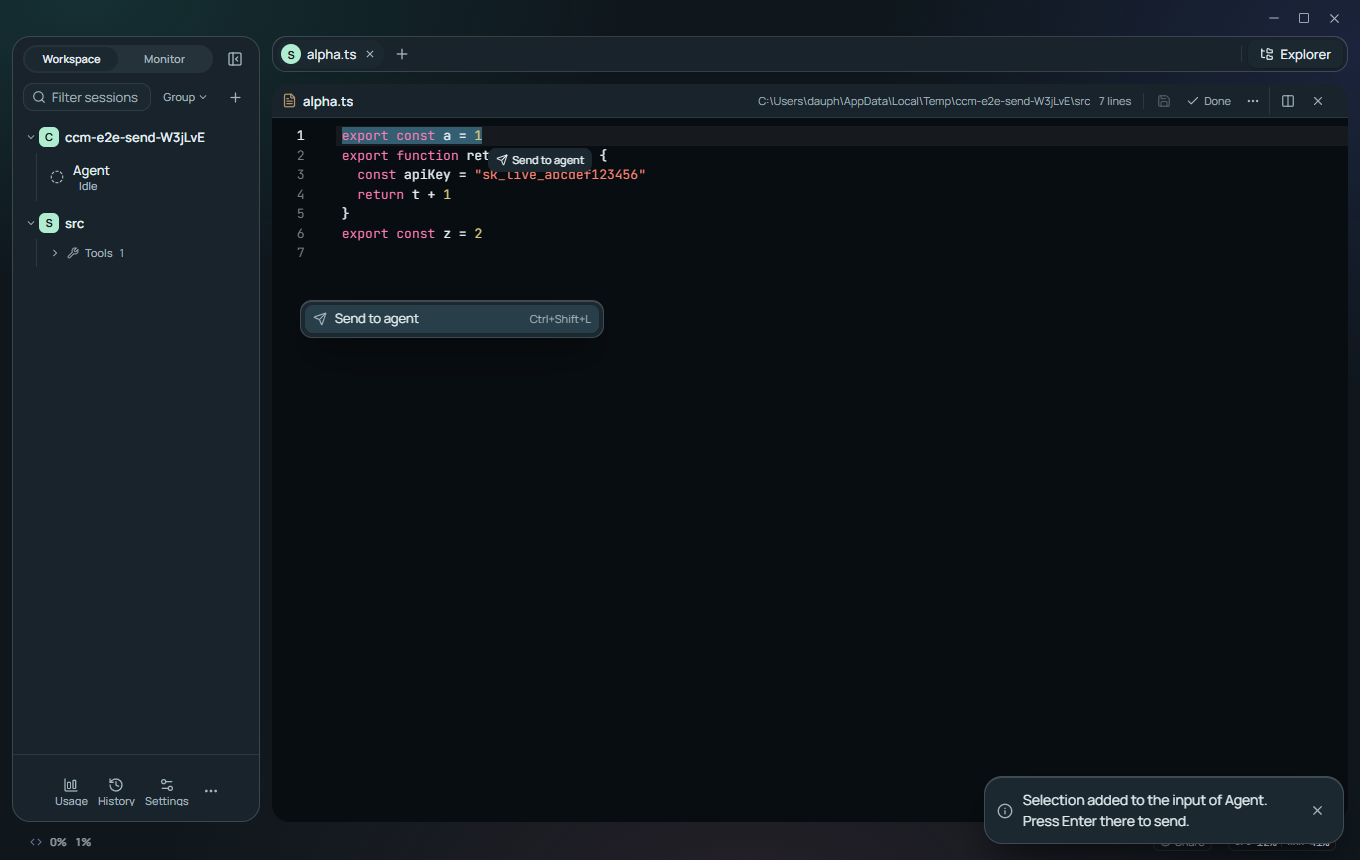 Workspace
Monitor
S alpha.ts
Explorer
Filter sessions
Group
alpha.ts
C:\Users\dauph\AppData\Local\Temp\ccm-e2e-send-W3jLvE\src
7 lines
Done
C ccm-e2e-send-W3jLvE
Agent
Idle
S src
Tools 1
1 export const a = 1
2 export function ret {
Send to agent
3 const apiKey = "sk_live_abcdef123456"
4 return t + 1
5 }
6 export const z = 2
7
Send to agent Ctrl+Shift+L
Usage
History
Settings
Selection added to the input of Agent.
Press Enter there to send.
0% 1%